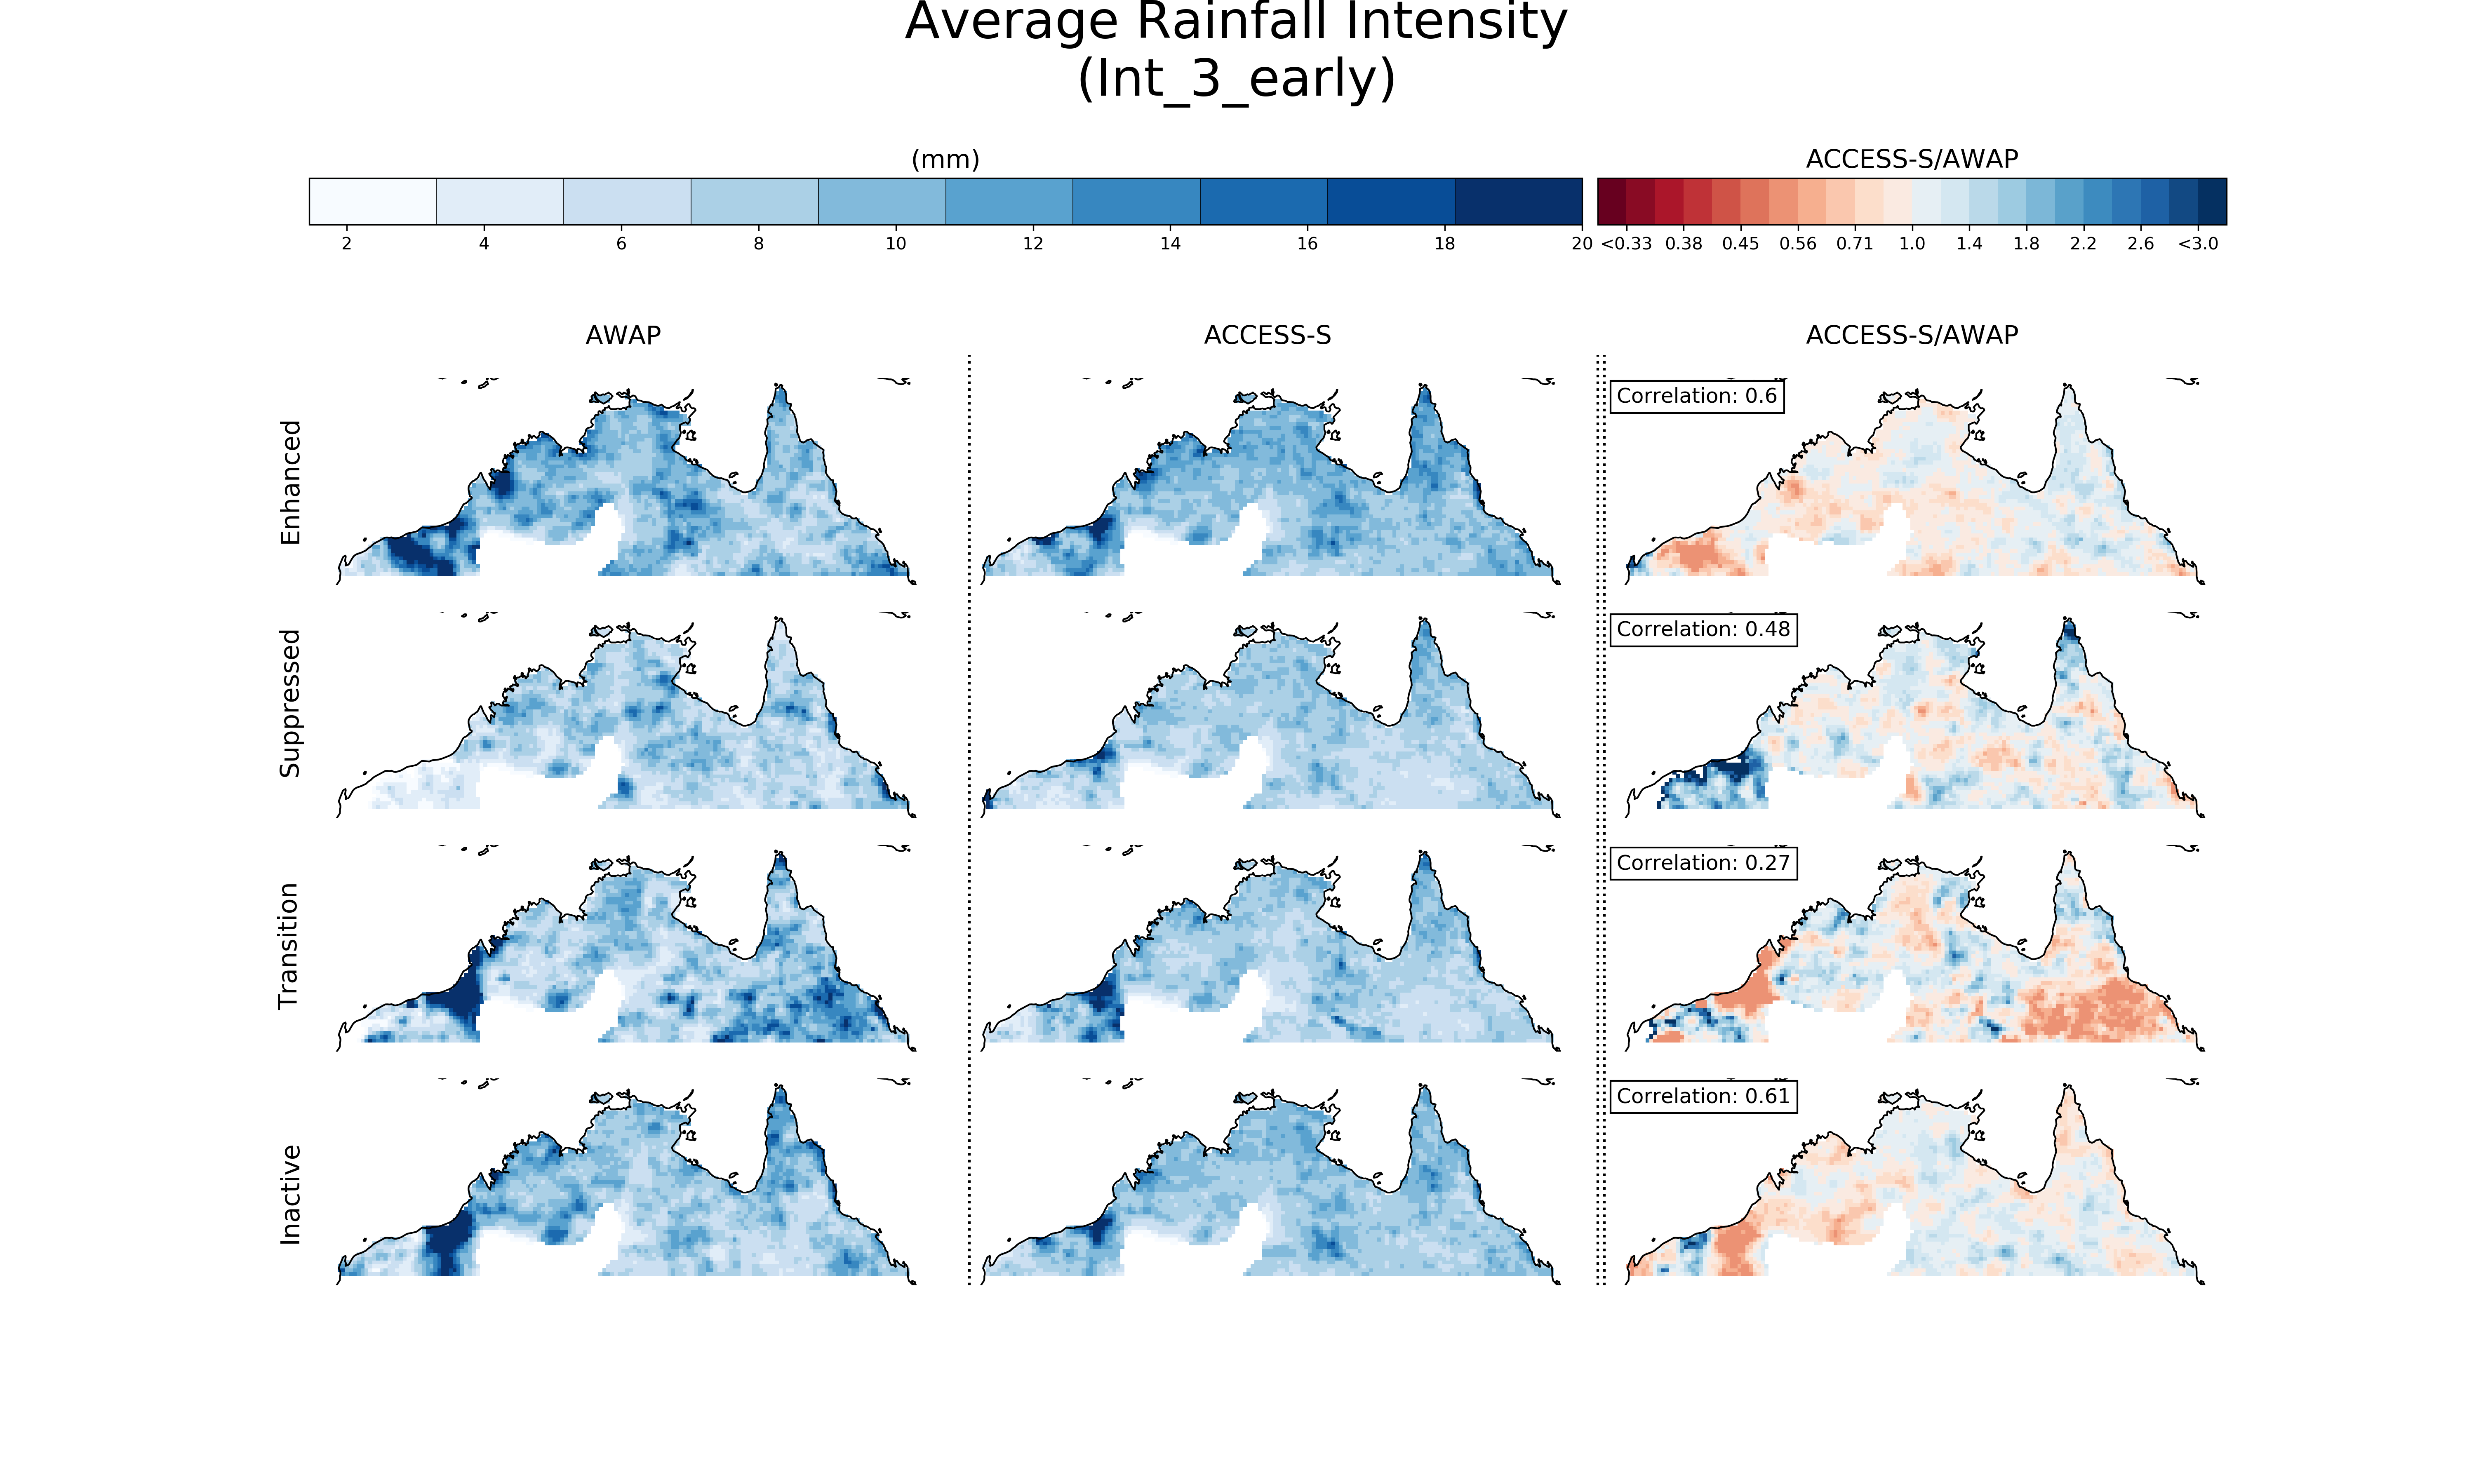 Average Rainfall Intensity
(Int_3_early)
(mm)
ACCESS-S/AWAP
2 4 6 8 10 12 14 16 18 20
<0.33 0.38 0.45 0.56 0.71 1.0 1.4 1.8 2.2 2.6 <3.0
AWAP
ACCESS-S
ACCESS-S/AWAP
Enhanced
Correlation: 0.6
Suppressed
Correlation: 0.48
Transition
Correlation: 0.27
Inactive
Correlation: 0.61